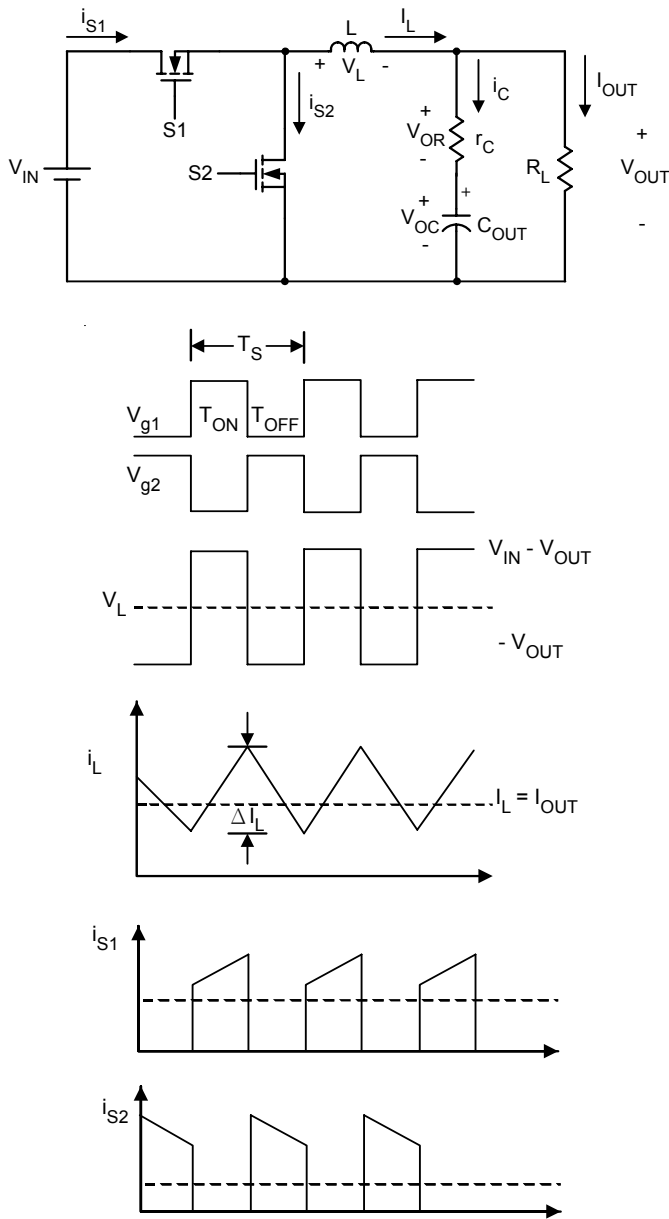 i_S1
L
I_L
+ V_L -
i_C
I_OUT
i_S2
S1
+
V_OR
-
r_C
V_IN
S2
R_L
+
V_OUT
-
+
V_OC
-
+
C_OUT
T_S
V_g1
T_ON
T_OFF
V_g2
V_IN - V_OUT
V_L
- V_OUT
i_L
I_L = I_OUT
Δ I_L
i_S1
i_S2